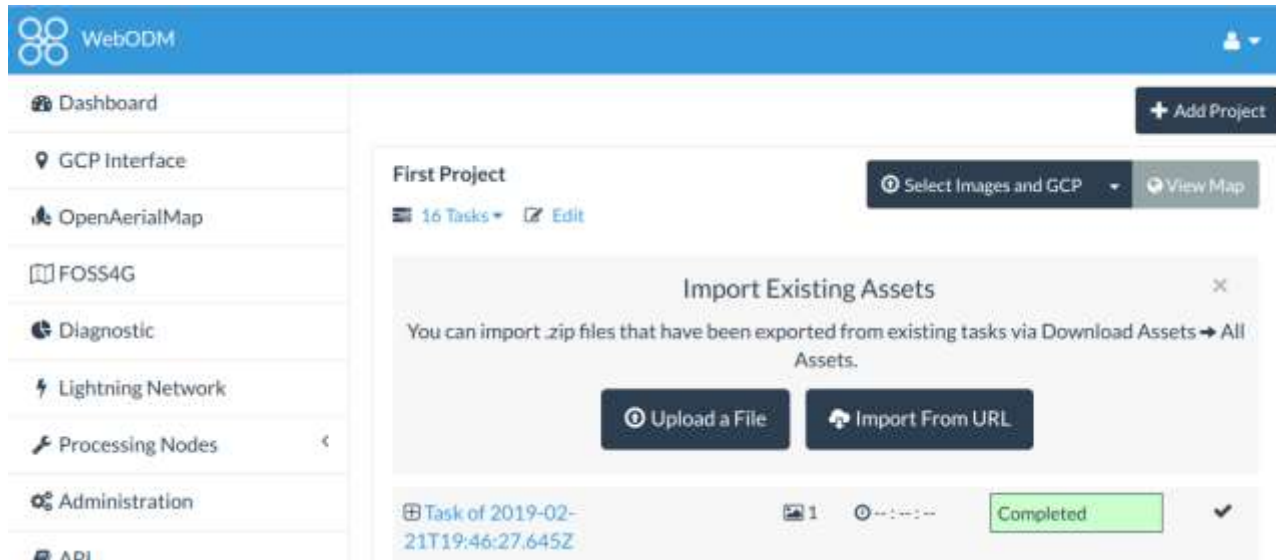 WebODM
Dashboard
+ Add Project
GCP Interface
First Project
Select Images and GCP
View Map
OpenAerialMap
16 Tasks
Edit
FOSS4G
Import Existing Assets
×
Diagnostic
You can import .zip files that have been exported from existing tasks via Download Assets ➔ All
Assets.
Lightning Network
Upload a File
Import From URL
Processing Nodes
Administration
Task of 2019-02-
21T19:46:27.645Z
1
--:--:--
Completed
API